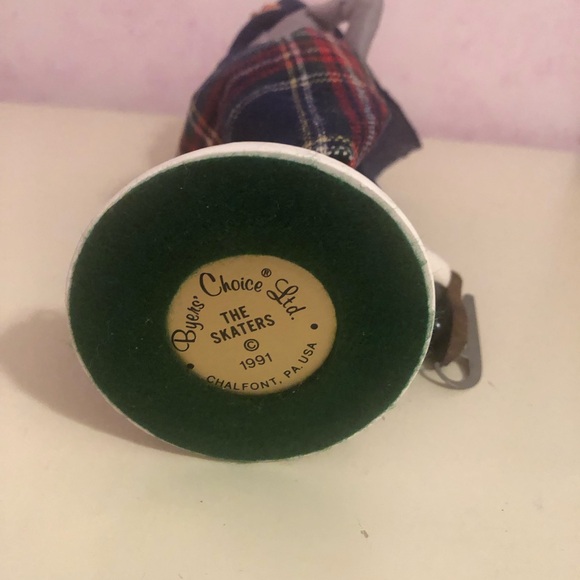 Byers' Choice® Ltd.
THE
SKATERS
©
1991
CHALFONT, PA. USA